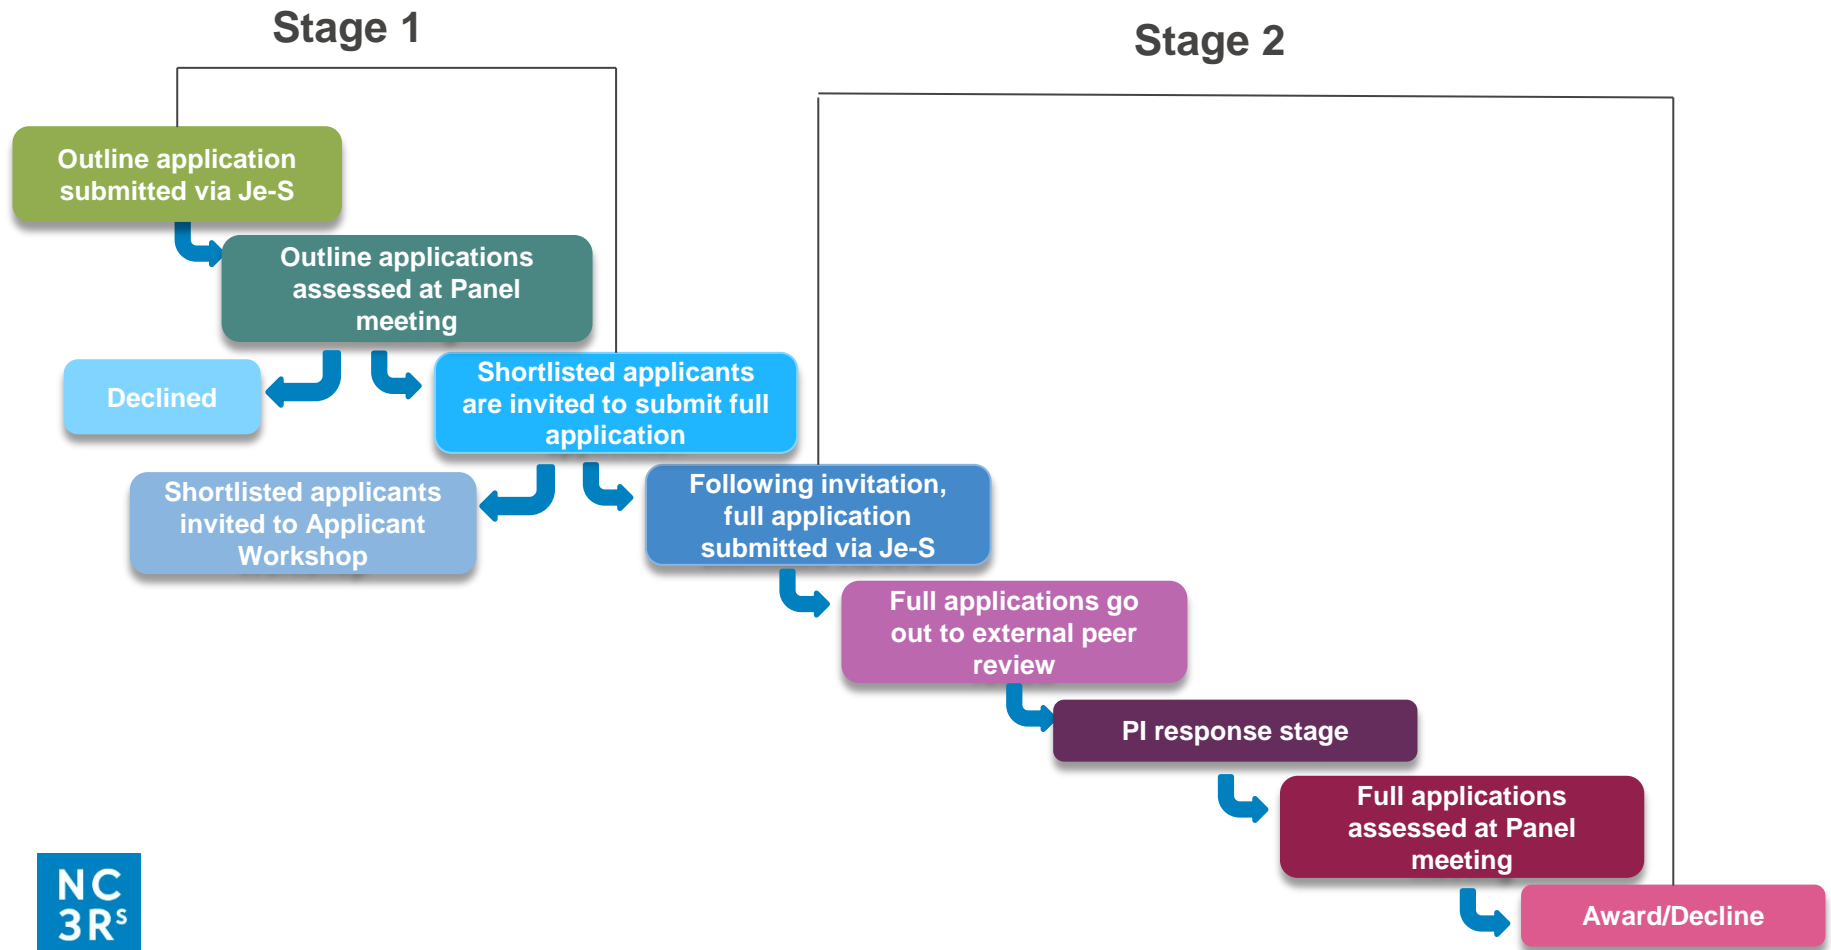 Stage 1
Stage 2
Outline application
submitted via Je-S
Outline applications
assessed at Panel
meeting
Declined
Shortlisted applicants
are invited to submit full
application
Shortlisted applicants
invited to Applicant
Workshop
Following invitation,
full application
submitted via Je-S
Full applications go
out to external peer
review
PI response stage
Full applications
assessed at Panel
meeting
Award/Decline
NC
3Rs